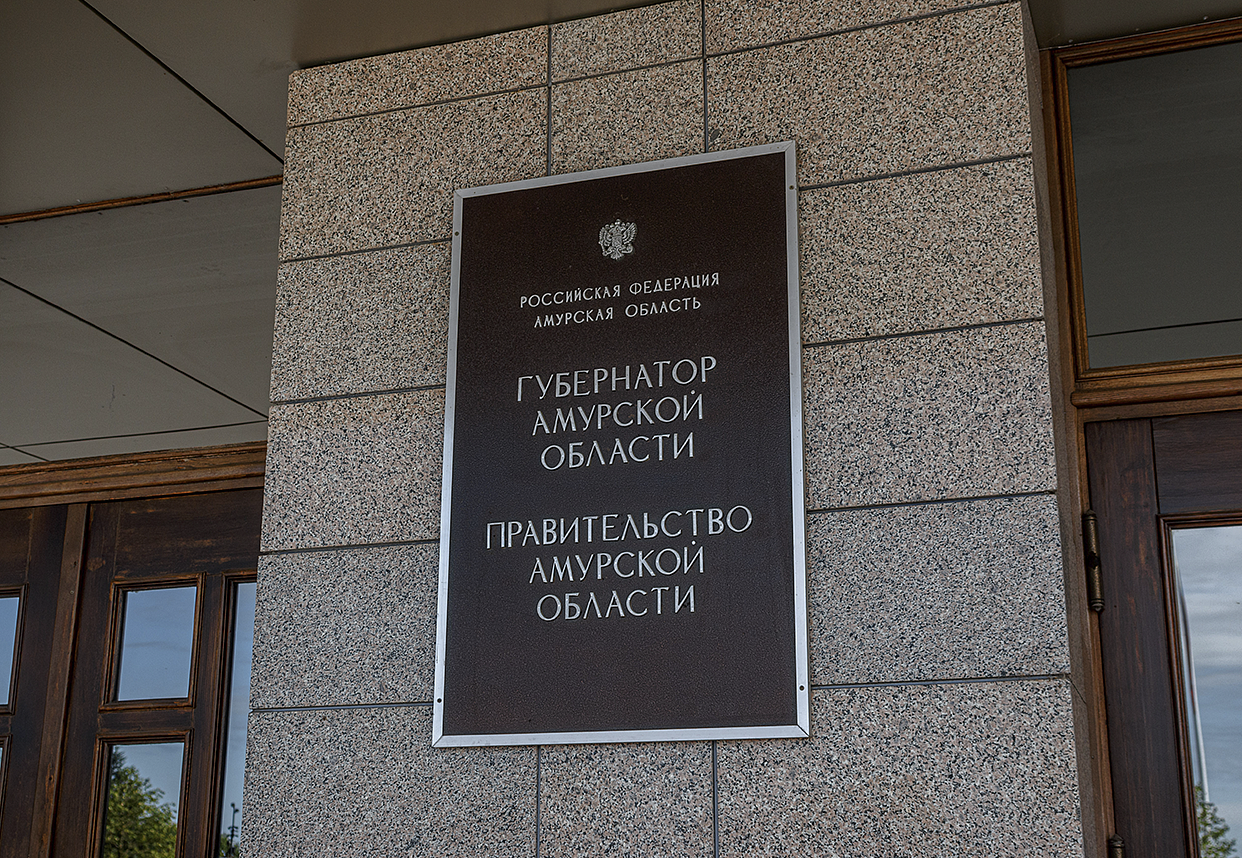 РОССИЙСКАЯ ФЕДЕРАЦИЯ
АМУРСКАЯ ОБЛАСТЬ
ГУБЕРНАТОР
АМУРСКОЙ
ОБЛАСТИ
ПРАВИТЕЛЬСТВО
АМУРСКОЙ
ОБЛАСТИ